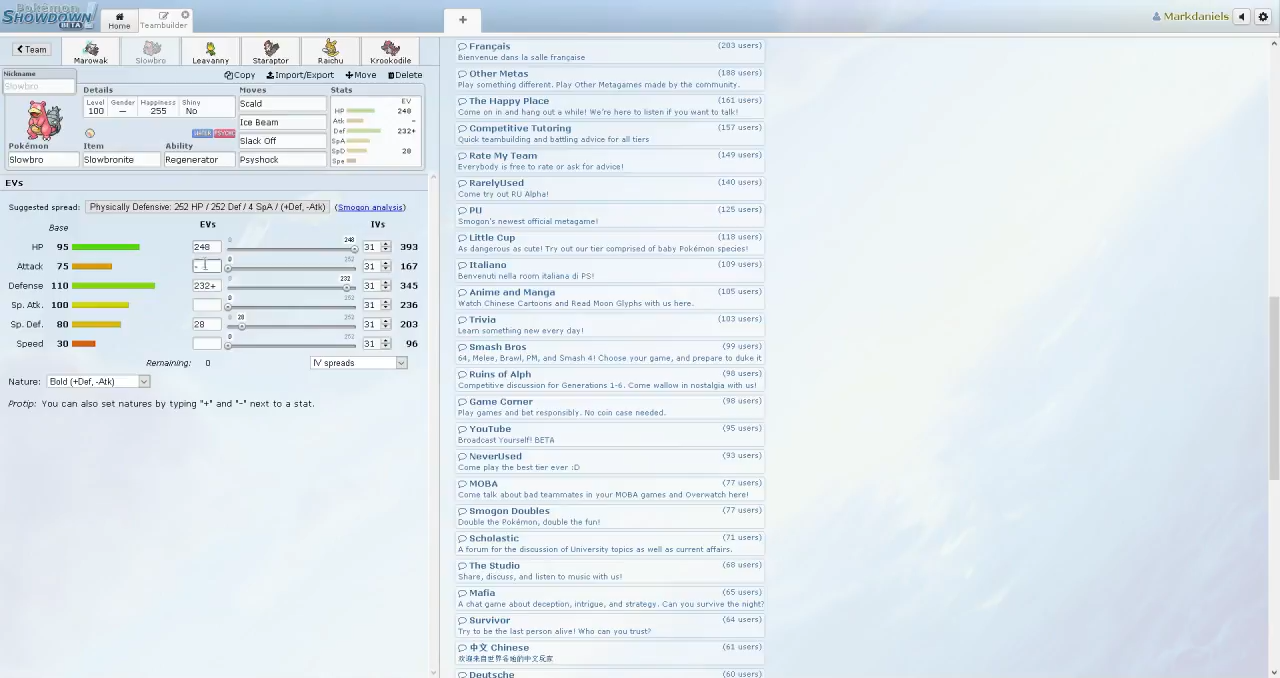 Pokémon
SHOWDOWN
BETA
Home
Teambuilder
+
Markdaniels
< Team
Marowak
Slowbro
Leavanny
Staraptor
Raichu
Krookodile
Copy
Import/Export
Move
Delete
Nickname
Slowbro
Details
Level
100
Gender
—
Happiness
255
Shiny
No
WATER PSYCHC
Pokémon
Slowbro
Item
Slowbronite
Ability
Regenerator
Moves
Scald
Ice Beam
Slack Off
Psyshock
Stats
EV
HP 248
Atk -
Def 232+
SpA
SpD 28
Spe
EVs
Suggested spread: Physically Defensive: 252 HP / 252 Def / 4 SpA / (+Def, -Atk) (Smogon analysis)
Base EVs IVs
HP 95 248 0 248 31 393
Attack 75 - 0 252 31 167
Defense 110 232+ 0 232 31 345
Sp. Atk. 100 0 252 31 236
Sp. Def. 80 28 0 28 252 31 203
Speed 30 0 252 31 96
Remaining: 0 IV spreads
Nature: Bold (+Def, -Atk)
Protip: You can also set natures by typing "+" and "-" next to a stat.
Français (203 users)
Bienvenue dans la salle française
Other Metas (188 users)
Play something different. Play Other Metagames made by the community.
The Happy Place (161 users)
Come on in and hang out a while! We're here to listen if you want to talk!
Competitive Tutoring (157 users)
Quick teambuilding and battling advice for all tiers
Rate My Team (149 users)
Everybody is free to rate or ask for advice!
RarelyUsed (140 users)
Come try out RU Alpha!
PU (125 users)
Smogon's newest official metagame!
Little Cup (118 users)
As dangerous as cute! Try out our tier comprised of baby Pokémon species!
Italiano (109 users)
Benvenuti nella room italiana di PS!
Anime and Manga (105 users)
Watch Chinese Cartoons and Read Moon Glyphs with us here.
Trivia (103 users)
Learn something new every day!
Smash Bros (99 users)
64, Melee, Brawl, PM, and Smash 4! Choose your game, and prepare to duke it
Ruins of Alph (98 users)
Competitive discussion for Generations 1-6. Come wallow in nostalgia with us!
Game Corner (98 users)
Play games and bet responsibly. No coin case needed.
YouTube (95 users)
Broadcast Yourself! BETA
NeverUsed (93 users)
Come play the best tier ever :D
MOBA (77 users)
Come talk about bad teammates in your MOBA games and Overwatch here!
Smogon Doubles (77 users)
Double the Pokémon, double the fun!
Scholastic (71 users)
A forum for the discussion of University topics as well as current affairs.
The Studio (68 users)
Share, discuss, and listen to music with us!
Mafia (65 users)
A chat game about deception, intrigue, and strategy. Can you survive the night?
Survivor (64 users)
Try to be the last person alive! Who can you trust?
中文 Chinese (61 users)
欢迎来自世界各地的中文玩家
Deutsche (60 users)